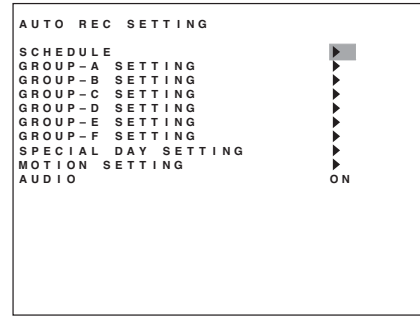 AUTO REC SETTING
SCHEDULE ▶
GROUP–A SETTING ▶
GROUP–B SETTING ▶
GROUP–C SETTING ▶
GROUP–D SETTING ▶
GROUP–E SETTING ▶
GROUP–F SETTING ▶
SPECIAL DAY SETTING ▶
MOTION SETTING ▶
AUDIO ON